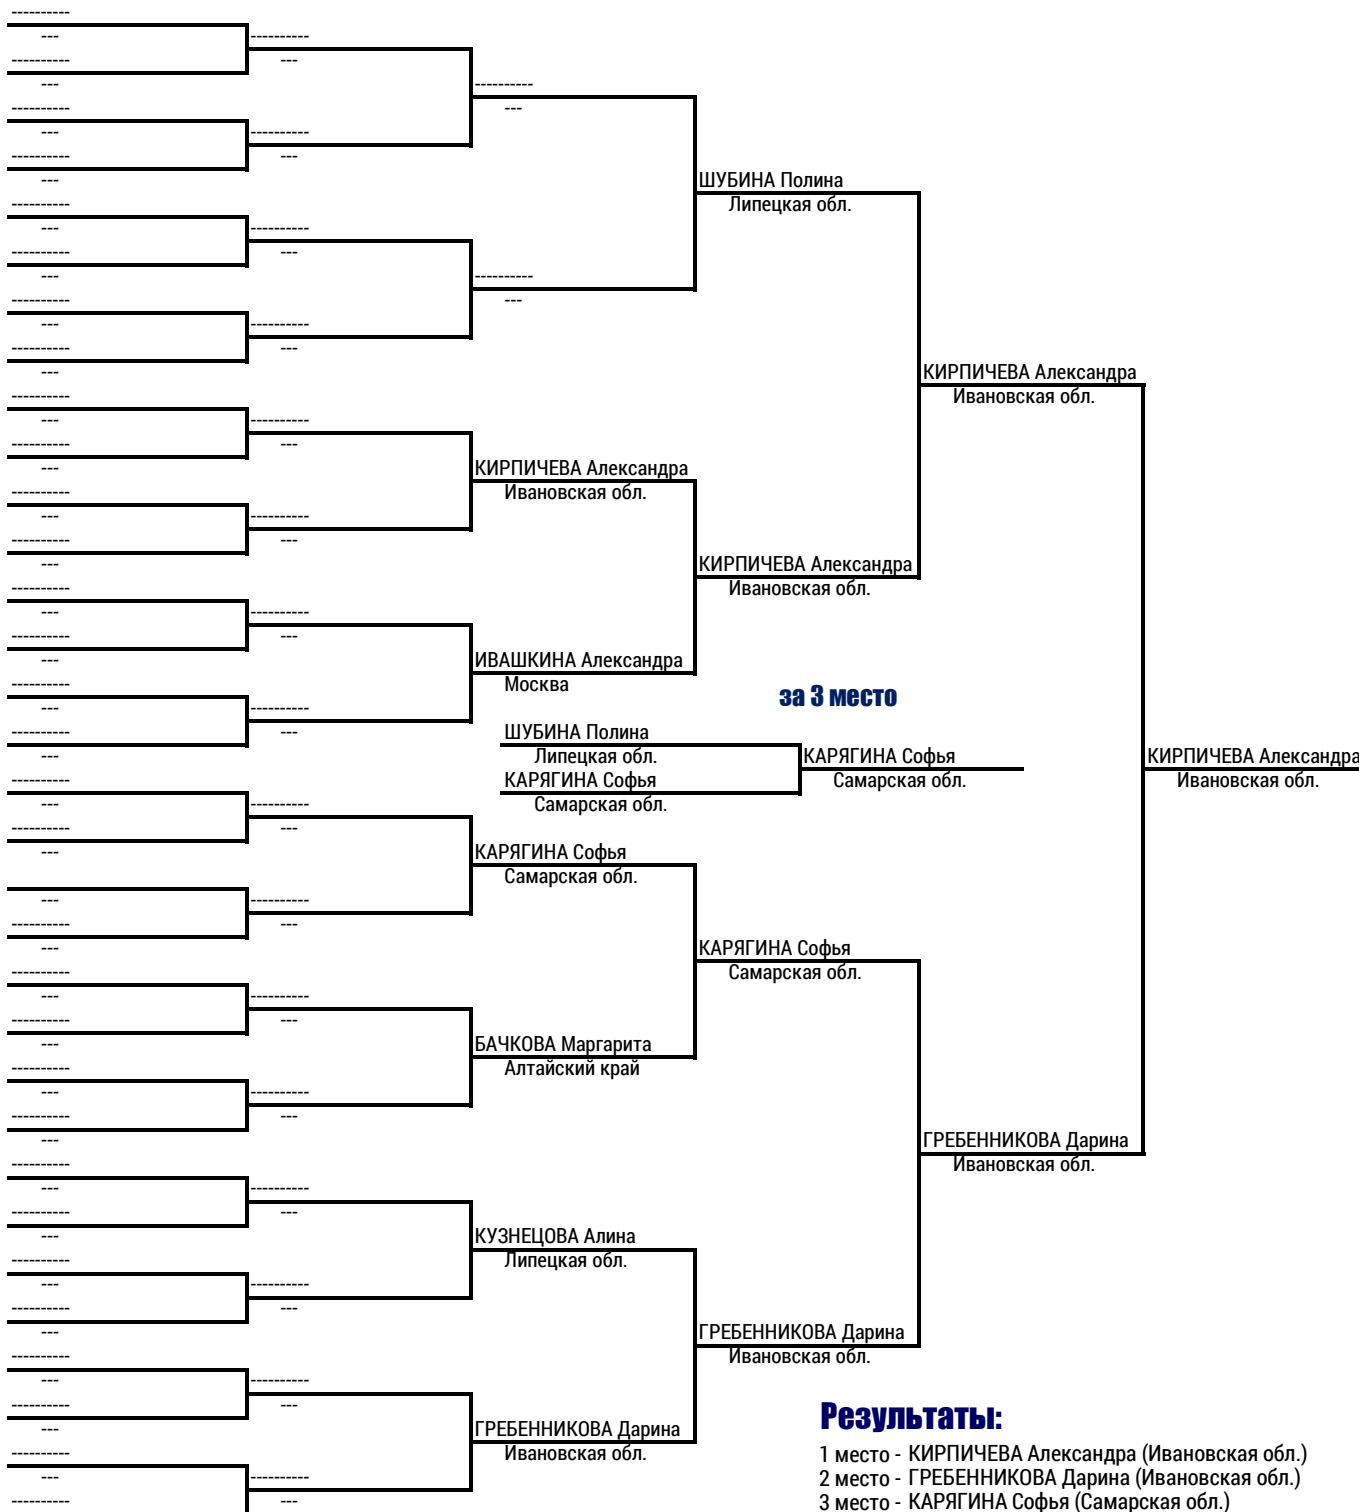 ----------
---
----------
----------
---
---
----------
----------
---
---
----------
---
----------
---
----------
---
ШУБИНА Полина
Липецкая обл.
----------
---
----------
---
----------
---
----------
---
----------
---
----------
---
----------
---
КИРПИЧЕВА Александра
Ивановская обл.
----------
---
----------
---
----------
---
КИРПИЧЕВА Александра
Ивановская обл.
----------
---
----------
---
----------
---
КИРПИЧЕВА Александра
Ивановская обл.
----------
---
----------
---
----------
---
ИВАШКИНА Александра
Москва
----------
---
----------
---
----------
---
за 3 место
ШУБИНА Полина
Липецкая обл.
КАРЯГИНА Софья
Самарская обл.
КАРЯГИНА Софья
Самарская обл.
КИРПИЧЕВА Александра
Ивановская обл.
----------
---
----------
---
----------
---
КАРЯГИНА Софья
Самарская обл.
---
----------
---
----------
---
КАРЯГИНА Софья
Самарская обл.
----------
---
----------
---
----------
---
БАЧКОВА Маргарита
Алтайский край
----------
---
----------
---
----------
---
ГРЕБЕННИКОВА Дарина
Ивановская обл.
----------
---
----------
---
----------
---
КУЗНЕЦОВА Алина
Липецкая обл.
----------
---
----------
---
----------
---
ГРЕБЕННИКОВА Дарина
Ивановская обл.
----------
---
----------
---
----------
---
ГРЕБЕННИКОВА Дарина
Ивановская обл.
----------
---
----------
---
----------
Результаты:
1 место - КИРПИЧЕВА Александра (Ивановская обл.)
2 место - ГРЕБЕННИКОВА Дарина (Ивановская обл.)
3 место - КАРЯГИНА Софья (Самарская обл.)